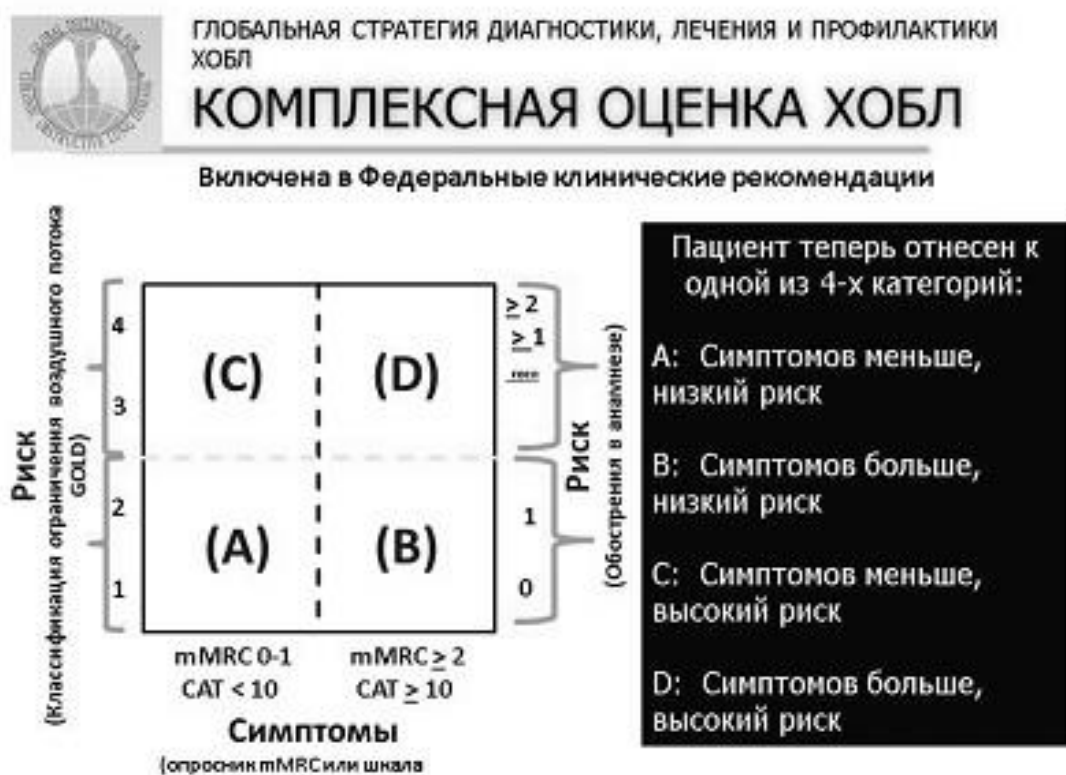 ГЛОБАЛЬНАЯ СТРАТЕГИЯ ДИАГНОСТИКИ, ЛЕЧЕНИЯ И ПРОФИЛАКТИКИ
ХОБЛ
КОМПЛЕКСНАЯ ОЦЕНКА ХОБЛ
Включена в Федеральные клинические рекомендации
Риск
(Классификация ограничения воздушного потока
GOLD)
4
3
2
1
(C)
(D)
(A)
(B)
≥ 2
≥ 1
1
0
Риск
(Обострения в анамнезе)
mMRC 0-1
CAT < 10
mMRC ≥ 2
CAT ≥ 10
Симптомы
(опросник mMRC или шкала
Пациент теперь отнесен к
одной из 4-х категорий:
A: Симптомов меньше,
низкий риск
B: Симптомов больше,
низкий риск
C: Симптомов меньше,
высокий риск
D: Симптомов больше,
высокий риск